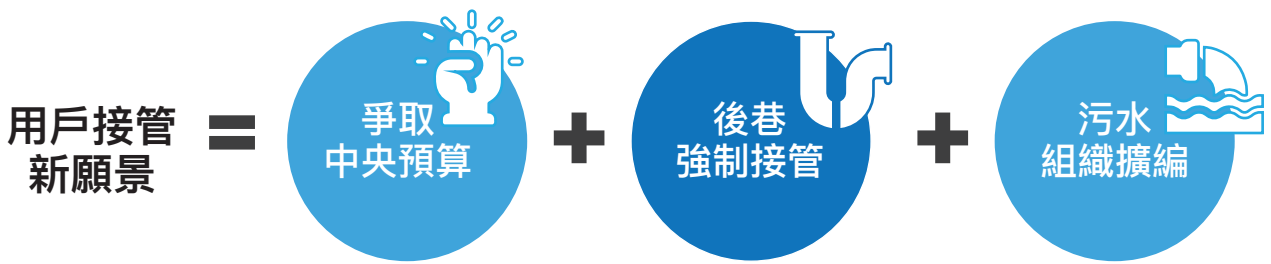 用戶接管
新願景
=
爭取
中央預算
+
後巷
強制接管
+
污水
組織擴編